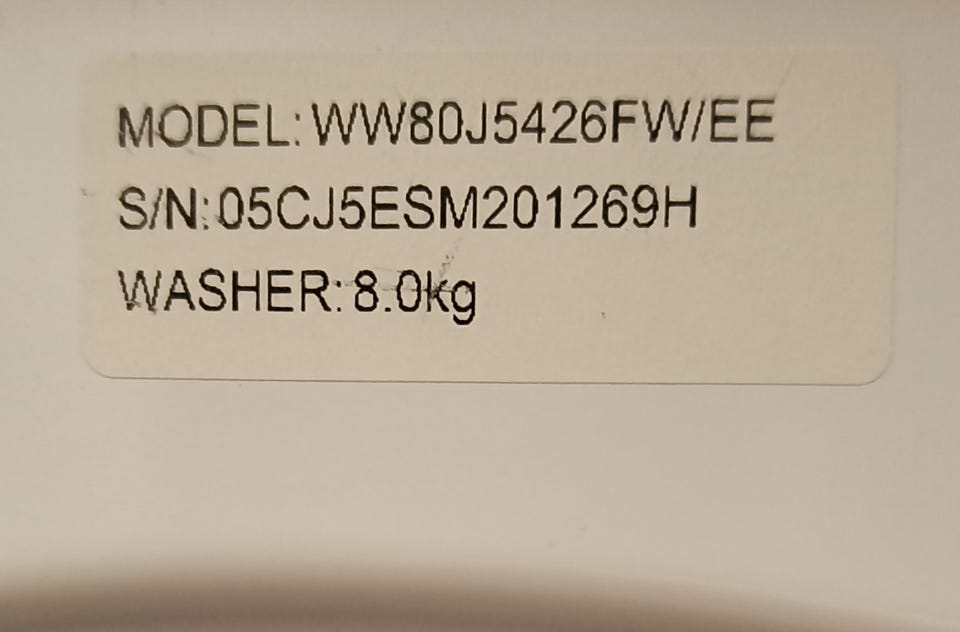 MODEL: WW80J5426FW/EE
S/N: 05CJ5ESM201269H
WASHER: 8.0kg